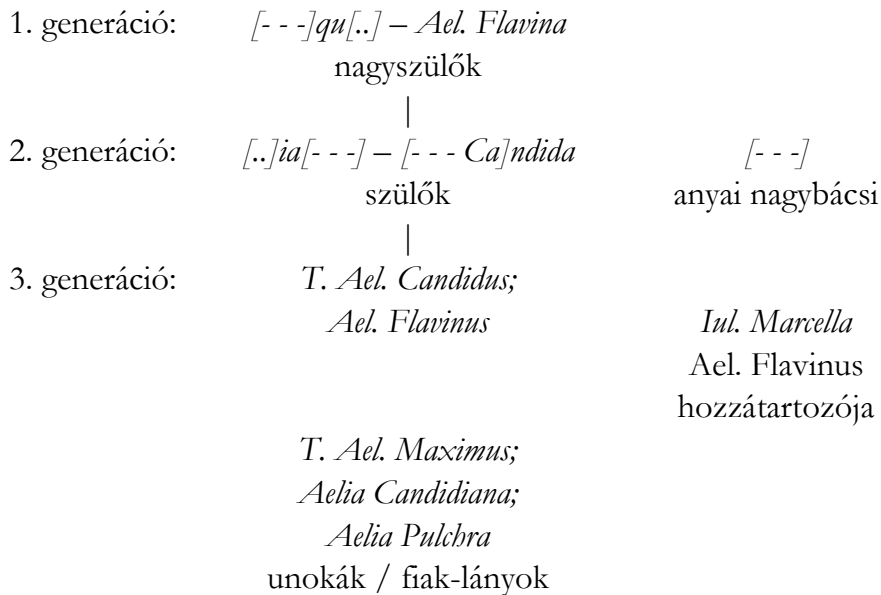 1. generáció: [- - -]qu[..] – Ael. Flavina
nagyszülők
|
2. generáció: [..]ia[- - -] – [- - - Ca]ndida [- - -]
szülők anyai nagybácsi
|
3. generáció: T. Ael. Candidus;
Ael. Flavinus Iul. Marcella
Ael. Flavinus
hozzátartozója
T. Ael. Maximus;
Aelia Candidiana;
Aelia Pulchra
unokák / fiak-lányok